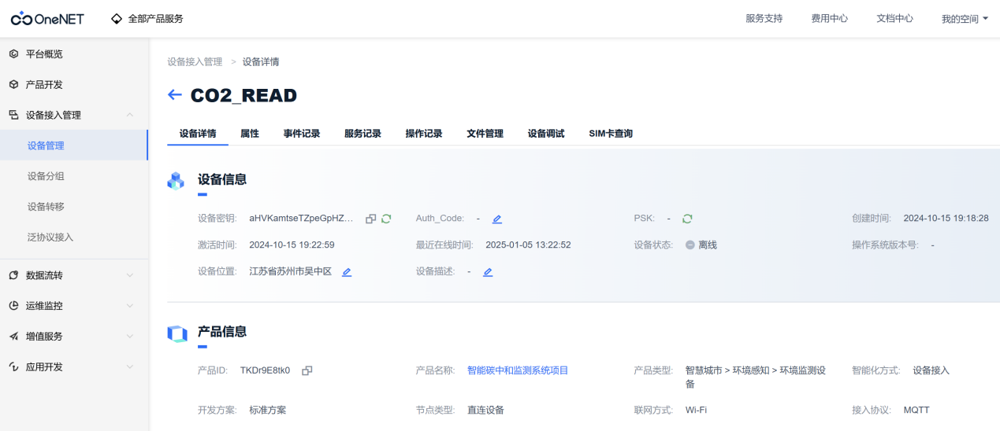 OneNET 全部产品服务 服务支持 费用中心 文档中心 我的空间
平台概览
产品开发
设备接入管理
设备管理
设备分组
设备转移
泛协议接入
数据流转
运维监控
增值服务
应用开发
设备接入管理 > 设备详情
CO2_READ
设备详情 属性 事件记录 服务记录 操作记录 文件管理 设备调试 SIM卡查询
设备信息
设备密钥: aHVKamtseTZpeGpHZ... Auth_Code: - PSK: - 创建时间: 2024-10-15 19:18:28
激活时间: 2024-10-15 19:22:59 最近在线时间: 2025-01-05 13:22:52 设备状态: 离线 操作系统版本号: -
设备位置: 江苏省苏州市吴中区 设备描述: -
产品信息
产品ID: TKDr9E8tk0 产品名称: 智能碳中和监测系统项目 产品类型: 智慧城市 > 环境感知 > 环境监测设 智能化方式: 设备接入
备
开发方案: 标准方案 节点类型: 直连设备 联网方式: Wi-Fi 接入协议: MQTT